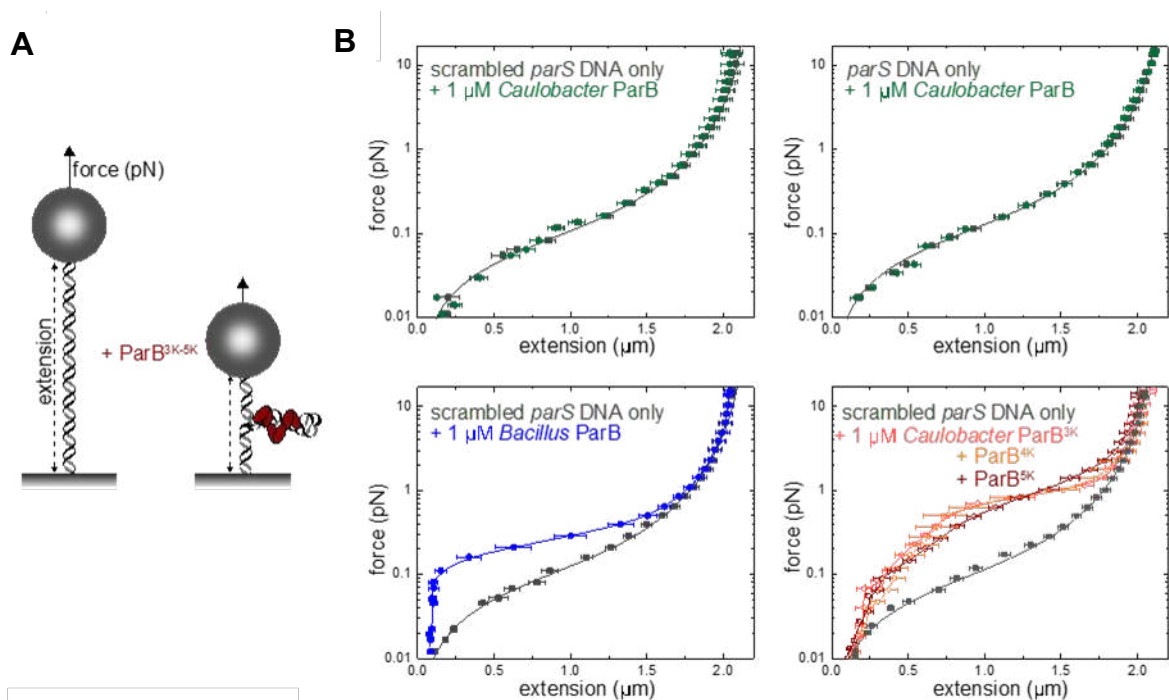 A
force (pN)
extension
+ ParB3K-5K
B
scrambled parS DNA only
+ 1 µM Caulobacter ParB
force (pN)
10
1
0.1
0.01
0.0
0.5
1.0
1.5
2.0
extension (µm)
parS DNA only
+ 1 µM Caulobacter ParB
force (pN)
10
1
0.1
0.01
0.0
0.5
1.0
1.5
2.0
extension (µm)
scrambled parS DNA only
+ 1 µM Bacillus ParB
force (pN)
10
1
0.1
0.01
0.0
0.5
1.0
1.5
2.0
extension (µm)
scrambled parS DNA only
+ 1 µM Caulobacter ParB3K
+ ParB4K
+ ParB5K
force (pN)
10
1
0.1
0.01
0.0
0.5
1.0
1.5
2.0
extension (µm)